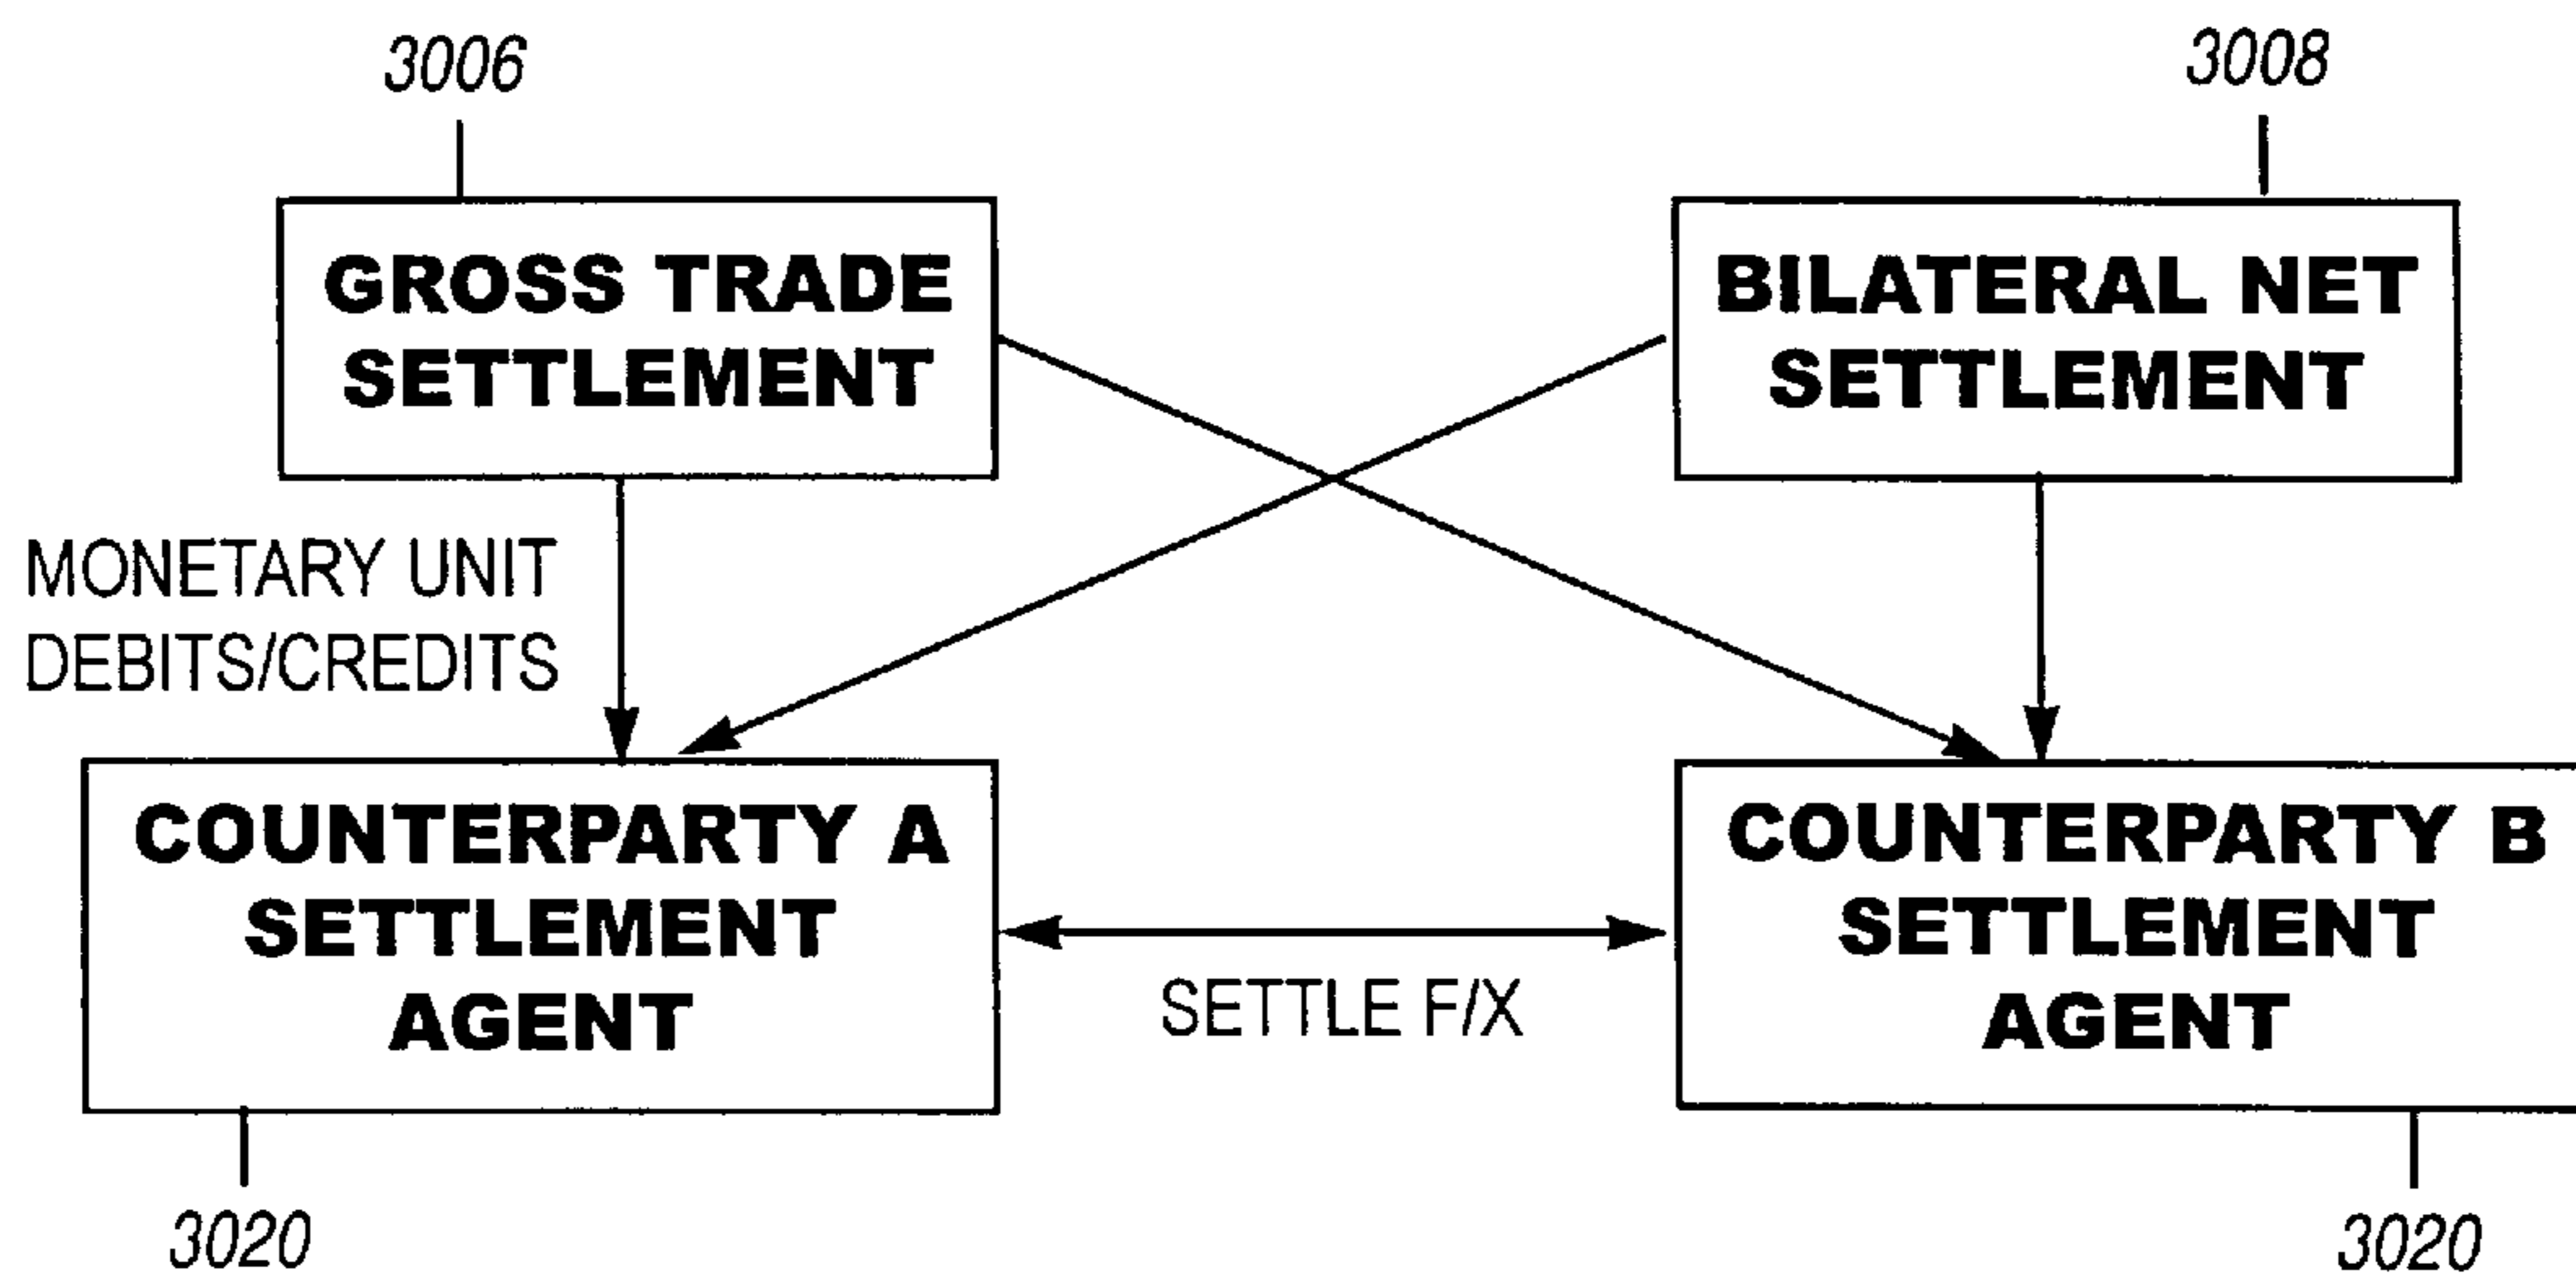 3006
3008
GROSS TRADE
SETTLEMENT
BILATERAL NET
SETTLEMENT
MONETARY UNIT
DEBITS/CREDITS
COUNTERPARTY A
SETTLEMENT
AGENT
SETTLE F/X
COUNTERPARTY B
SETTLEMENT
AGENT
3020
3020